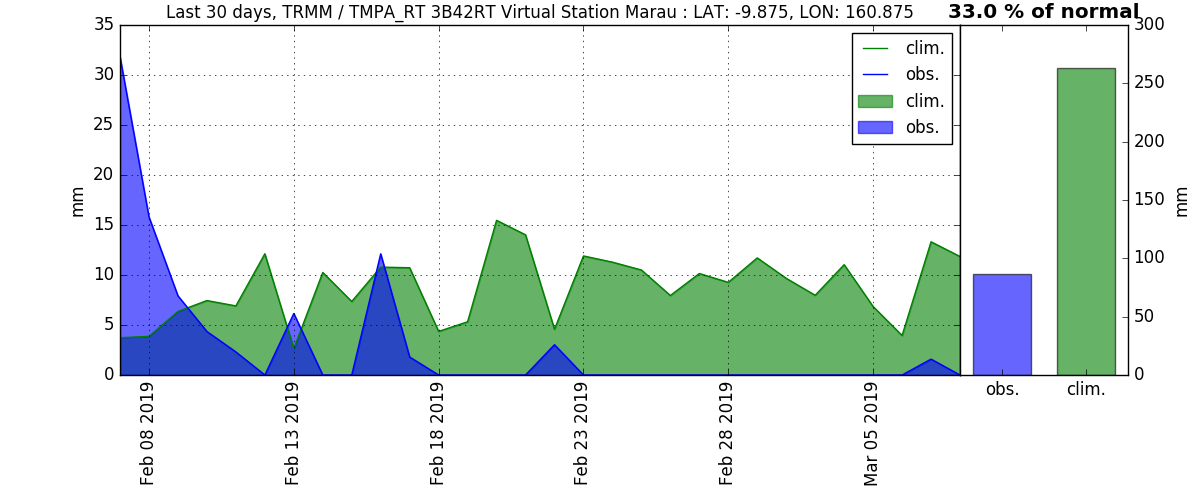 Last 30 days, TRMM / TMPA_RT 3B42RT Virtual Station Marau : LAT: -9.875, LON: 160.875
33.0 % of normal
35
30
25
20
15
10
5
0
mm
clim.
obs.
clim.
obs.
300
250
200
150
100
50
0
mm
obs.
clim.
Feb 08 2019
Feb 13 2019
Feb 18 2019
Feb 23 2019
Feb 28 2019
Mar 05 2019